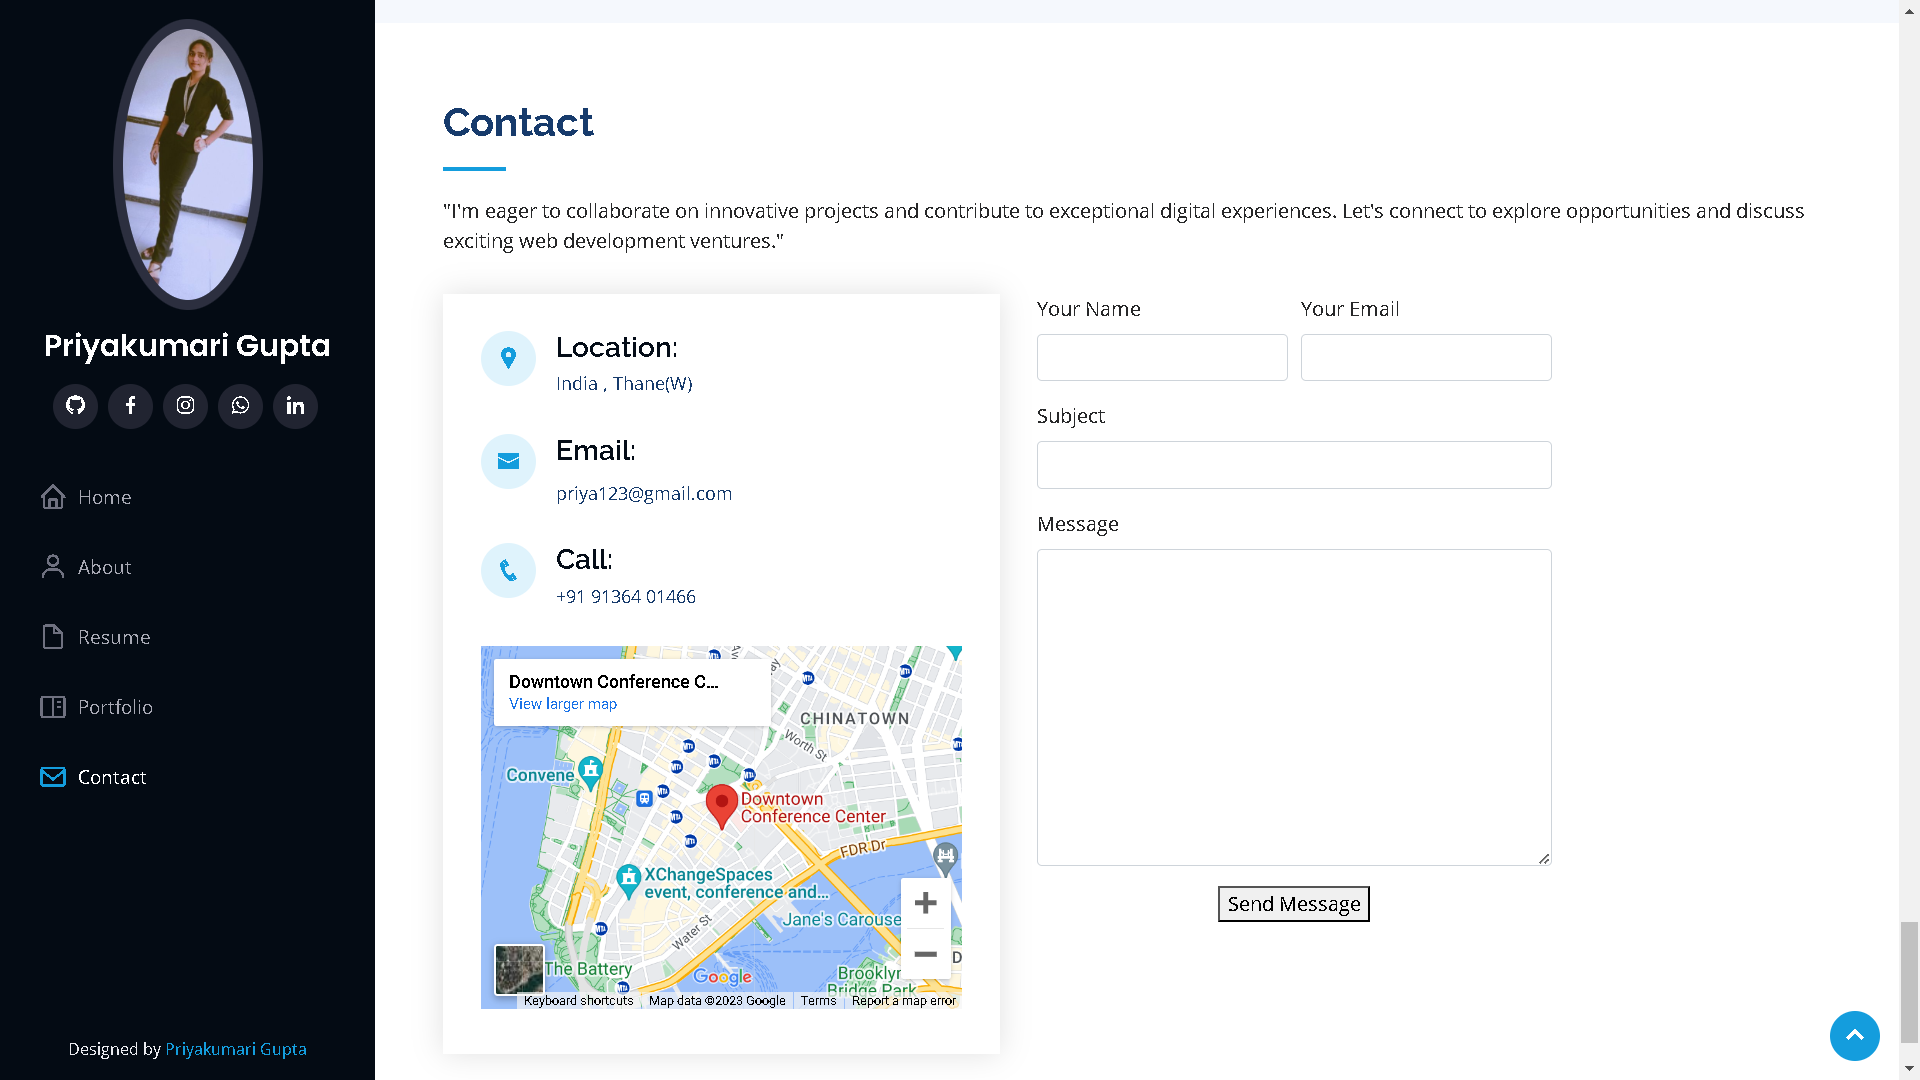 Priyakumari Gupta
Home
About
Resume
Portfolio
Contact
Designed by Priyakumari Gupta
Contact
"I'm eager to collaborate on innovative projects and contribute to exceptional digital experiences. Let's connect to explore opportunities and discuss
exciting web development ventures."
Location:
India , Thane(W)
Email:
priya123@gmail.com
Call:
+91 91364 01466
Downtown Conference C...
View larger map
CHINATOWN
Worth St
Convene
Downtown
Conference Center
FDR Dr
XChangeSpaces
event, conference and...
Jane's Carouse
Water St
The Battery
Google
Brooklyn
Bridge Park
Keyboard shortcuts
Map data ©2023 Google
Terms
Report a map error
Your Name
Your Email
Subject
Message
Send Message